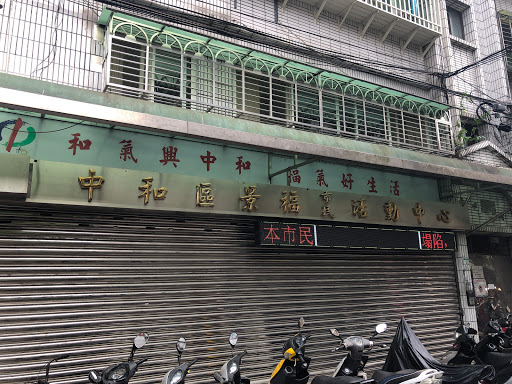 和氣興中和 福氣好生活
中和區景福里活動中心
本市民 塌陷,